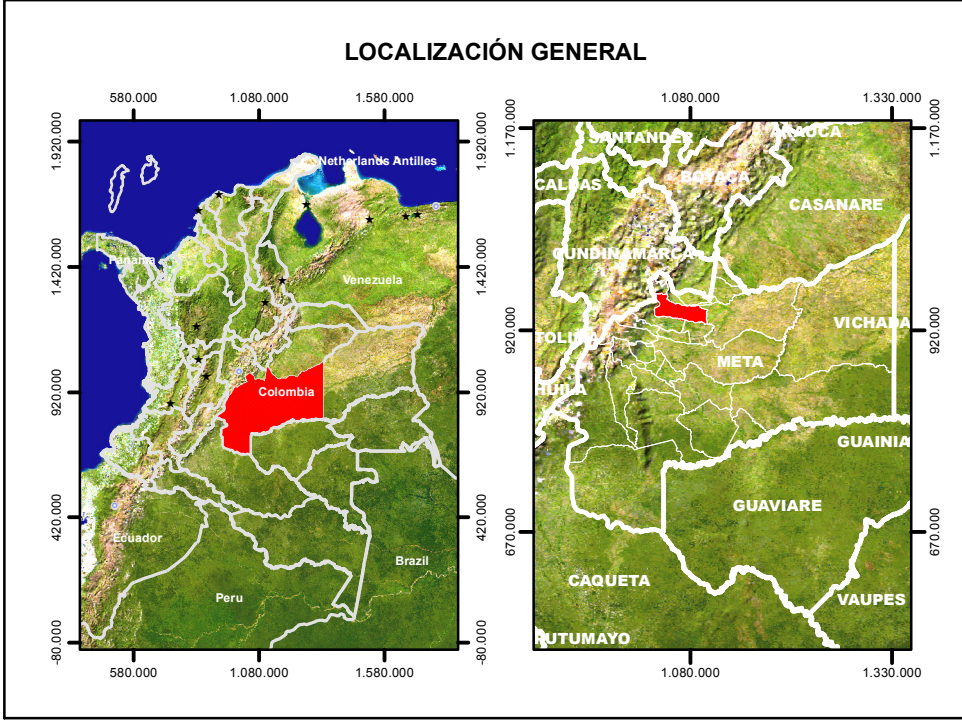 LOCALIZACIÓN GENERAL
580.000 1.080.000 1.580.000
1.080.000 1.330.000
1.920.000
1.420.000
920.000
420.000
-80.000
Netherlands Antilles
Panama
Venezuela
Colombia
Ecuador
Peru
Brazil
1.920.000
1.420.000
920.000
420.000
-80.000
580.000 1.080.000 1.580.000
1.170.000
920.000
670.000
SANTANDER
ARAUCA
BOYACA
CALDAS
CASANARE
CUNDINAMARCA
TOLIMA
VICHADA
META
HUILA
GUAINIA
GUAVIARE
CAQUETA
VAUPES
PUTUMAYO
1.170.000
920.000
670.000
1.080.000 1.330.000